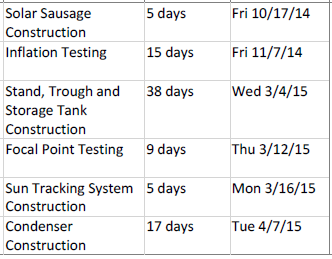 Solar Sausage 5 days Fri 10/17/14
Construction
Inflation Testing 15 days Fri 11/7/14
Stand, Trough and 38 days Wed 3/4/15
Storage Tank
Construction
Focal Point Testing 9 days Thu 3/12/15
Sun Tracking System 5 days Mon 3/16/15
Construction
Condenser 17 days Tue 4/7/15
Construction